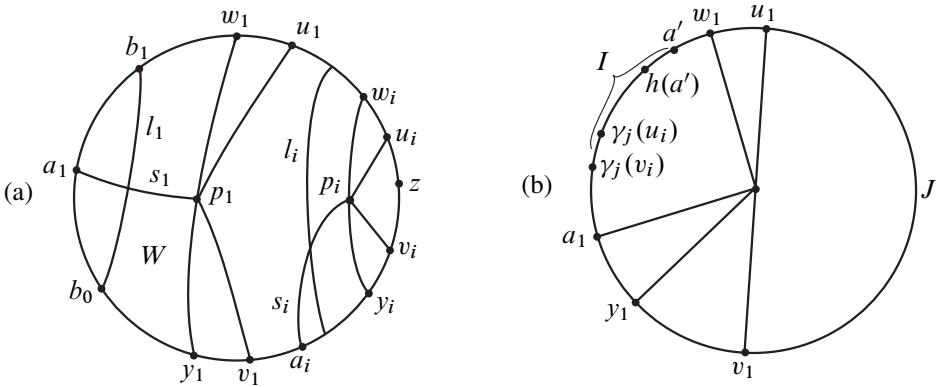 w₁ u₁
b₁
l₁
a₁ s₁ p₁
W
b₀
y₁ v₁ aᵢ
wᵢ
uᵢ
lᵢ
pᵢ z
vᵢ
sᵢ
yᵢ
(a)
w₁ u₁
a′
I
h(a′)
γⱼ(uᵢ)
γⱼ(vᵢ)
J
a₁
y₁
v₁
(b)